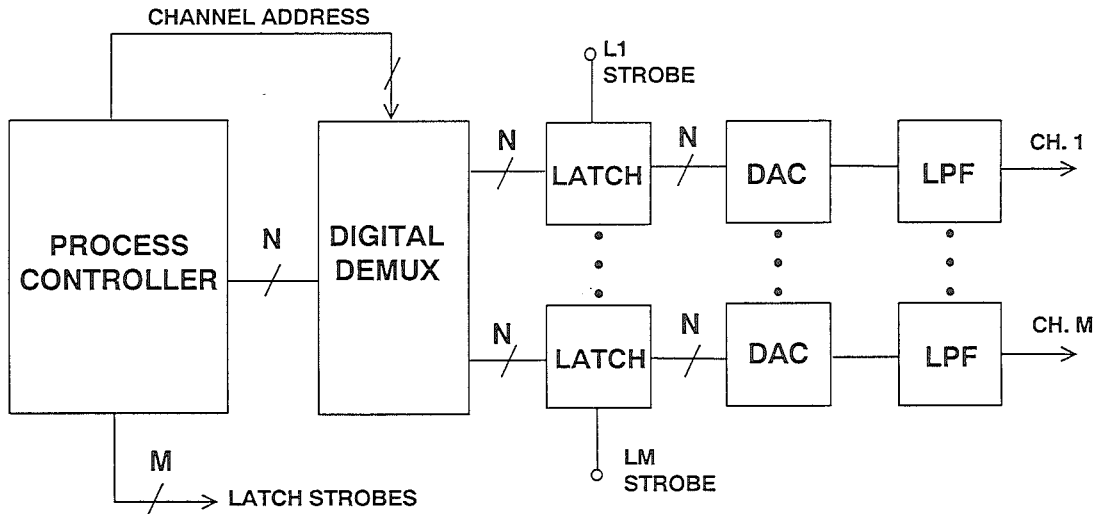 CHANNEL ADDRESS
L1
STROBE
N
N
LATCH
DAC
LPF
CH. 1
PROCESS
CONTROLLER
N
DIGITAL
DEMUX
N
N
LATCH
DAC
LPF
CH. M
M
LATCH STROBES
LM
STROBE